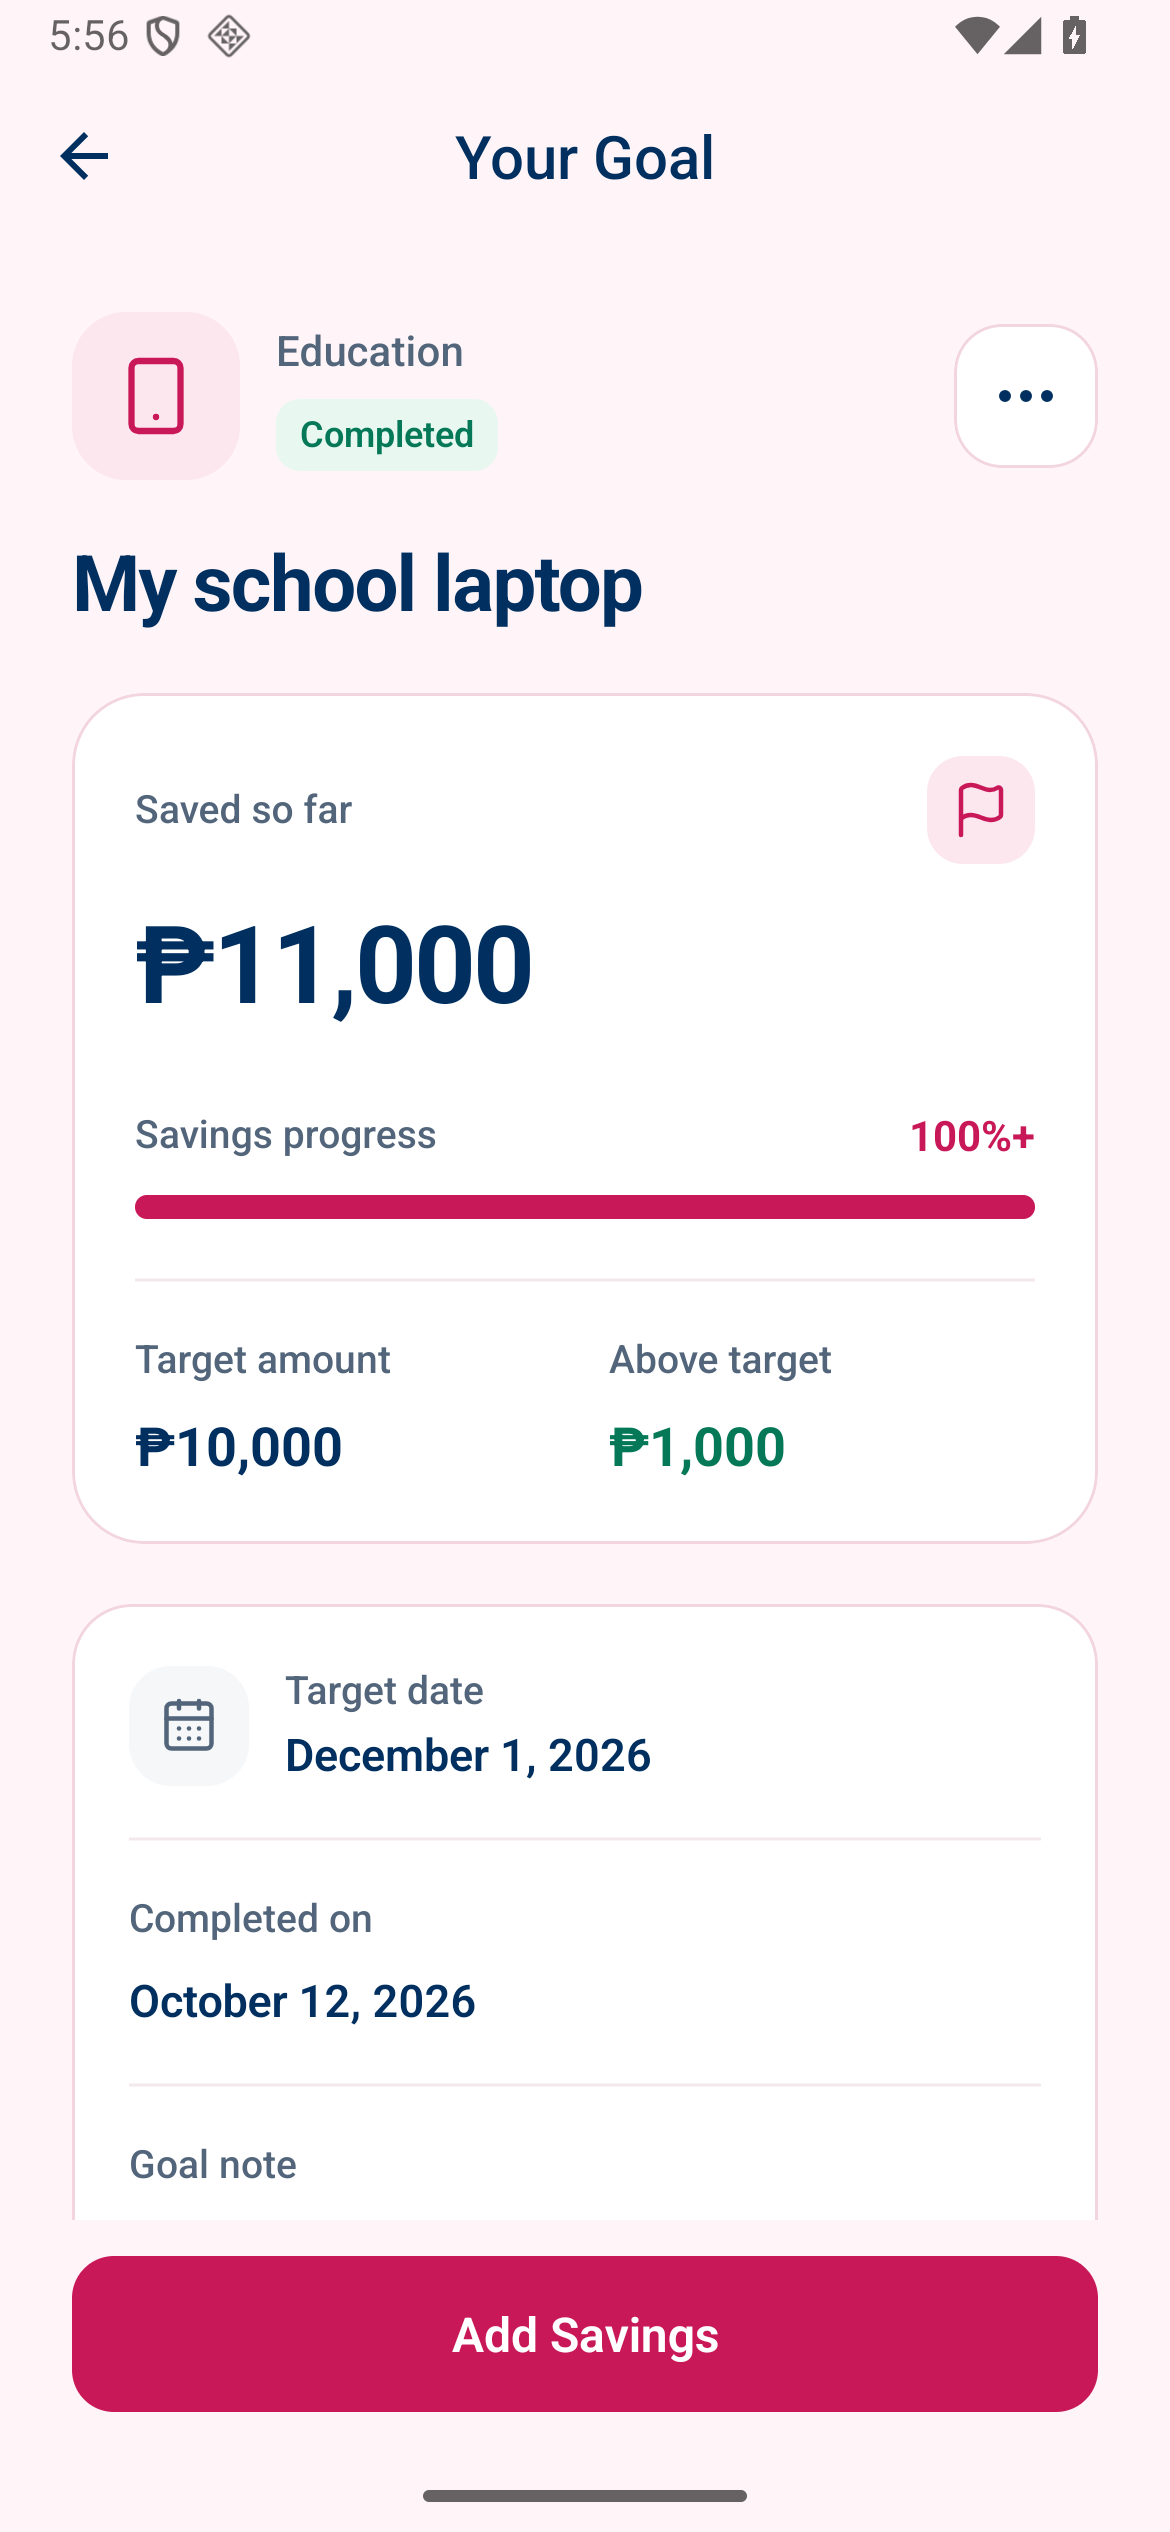 5:56
Your Goal
Education
Completed
My school laptop
Saved so far
₱11,000
Savings progress
100%+
Target amount
Above target
₱10,000
₱1,000
Target date
December 1, 2026
Completed on
October 12, 2026
Goal note
Add Savings